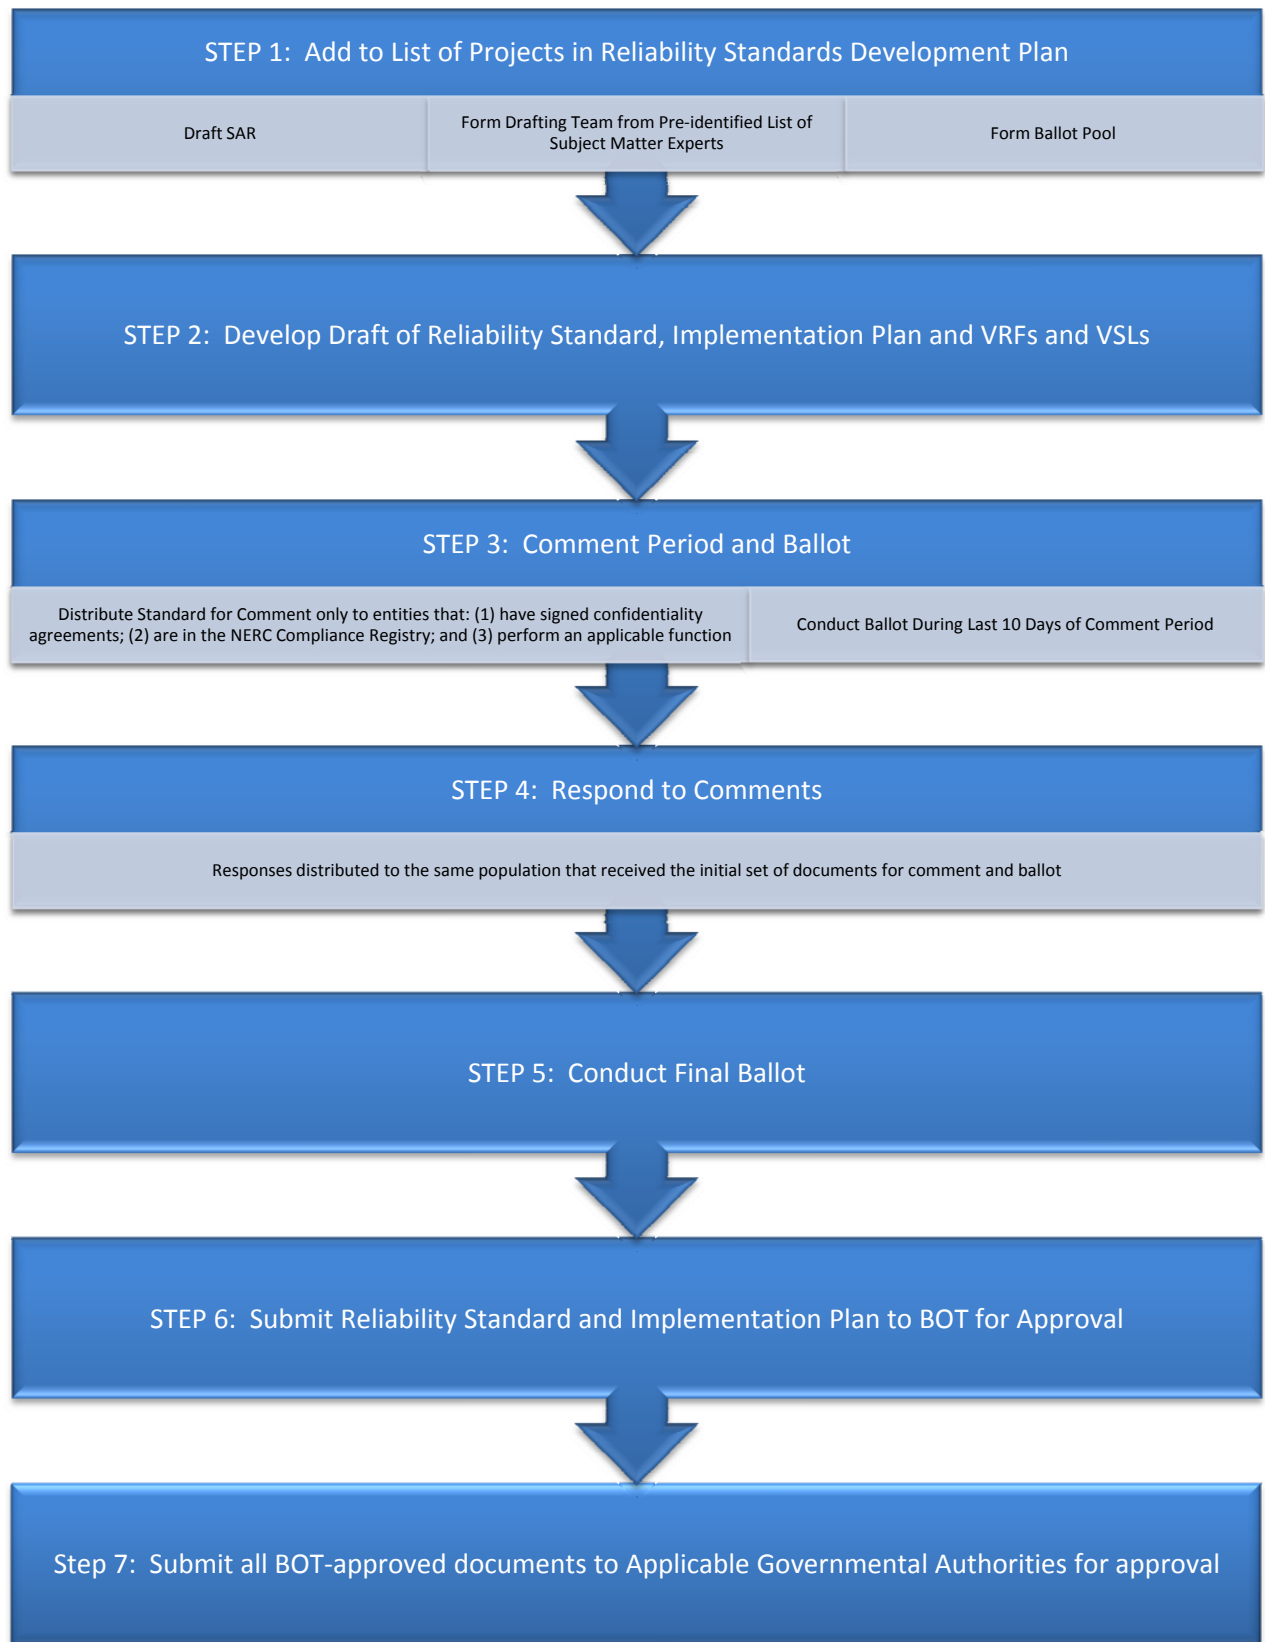 STEP 1:  Add to List of Projects in Reliability Standards Development Plan
Draft SAR
Form Drafting Team from Pre-identified List of
Subject Matter Experts
Form Ballot Pool
STEP 2:  Develop Draft of Reliability Standard, Implementation Plan and VRFs and VSLs
STEP 3:  Comment Period and Ballot
Distribute Standard for Comment only to entities that: (1) have signed confidentiality
agreements; (2) are in the NERC Compliance Registry; and (3) perform an applicable function
Conduct Ballot During Last 10 Days of Comment Period
STEP 4:  Respond to Comments
Responses distributed to the same population that received the initial set of documents for comment and ballot
STEP 5:  Conduct Final Ballot
STEP 6:  Submit Reliability Standard and Implementation Plan to BOT for Approval
Step 7:  Submit all BOT-approved documents to Applicable Governmental Authorities for approval